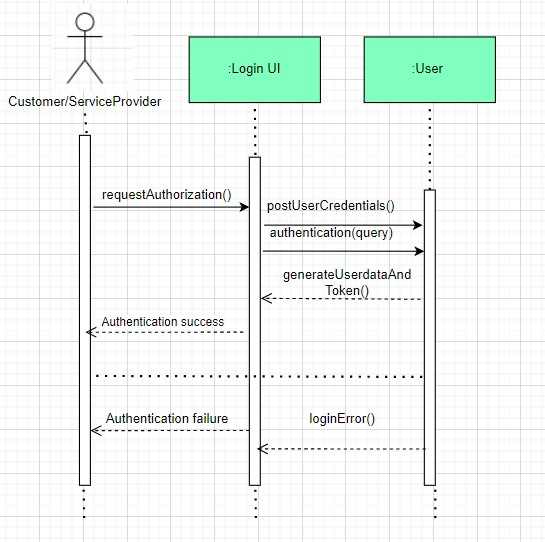 :Login UI
:User
Customer/ServiceProvider
requestAuthorization()
postUserCredentials()
authentication(query)
generateUserdataAnd
Token()
Authentication success
Authentication failure
loginError()